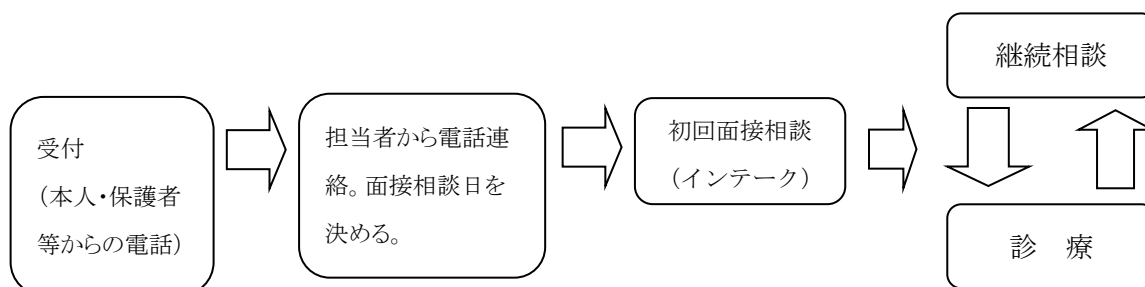 受付
（本人・保護者
等からの電話）
担当者から電話連
絡。面接相談日を
決める。
初回面接相談
（インテーク）
継続相談
診　療